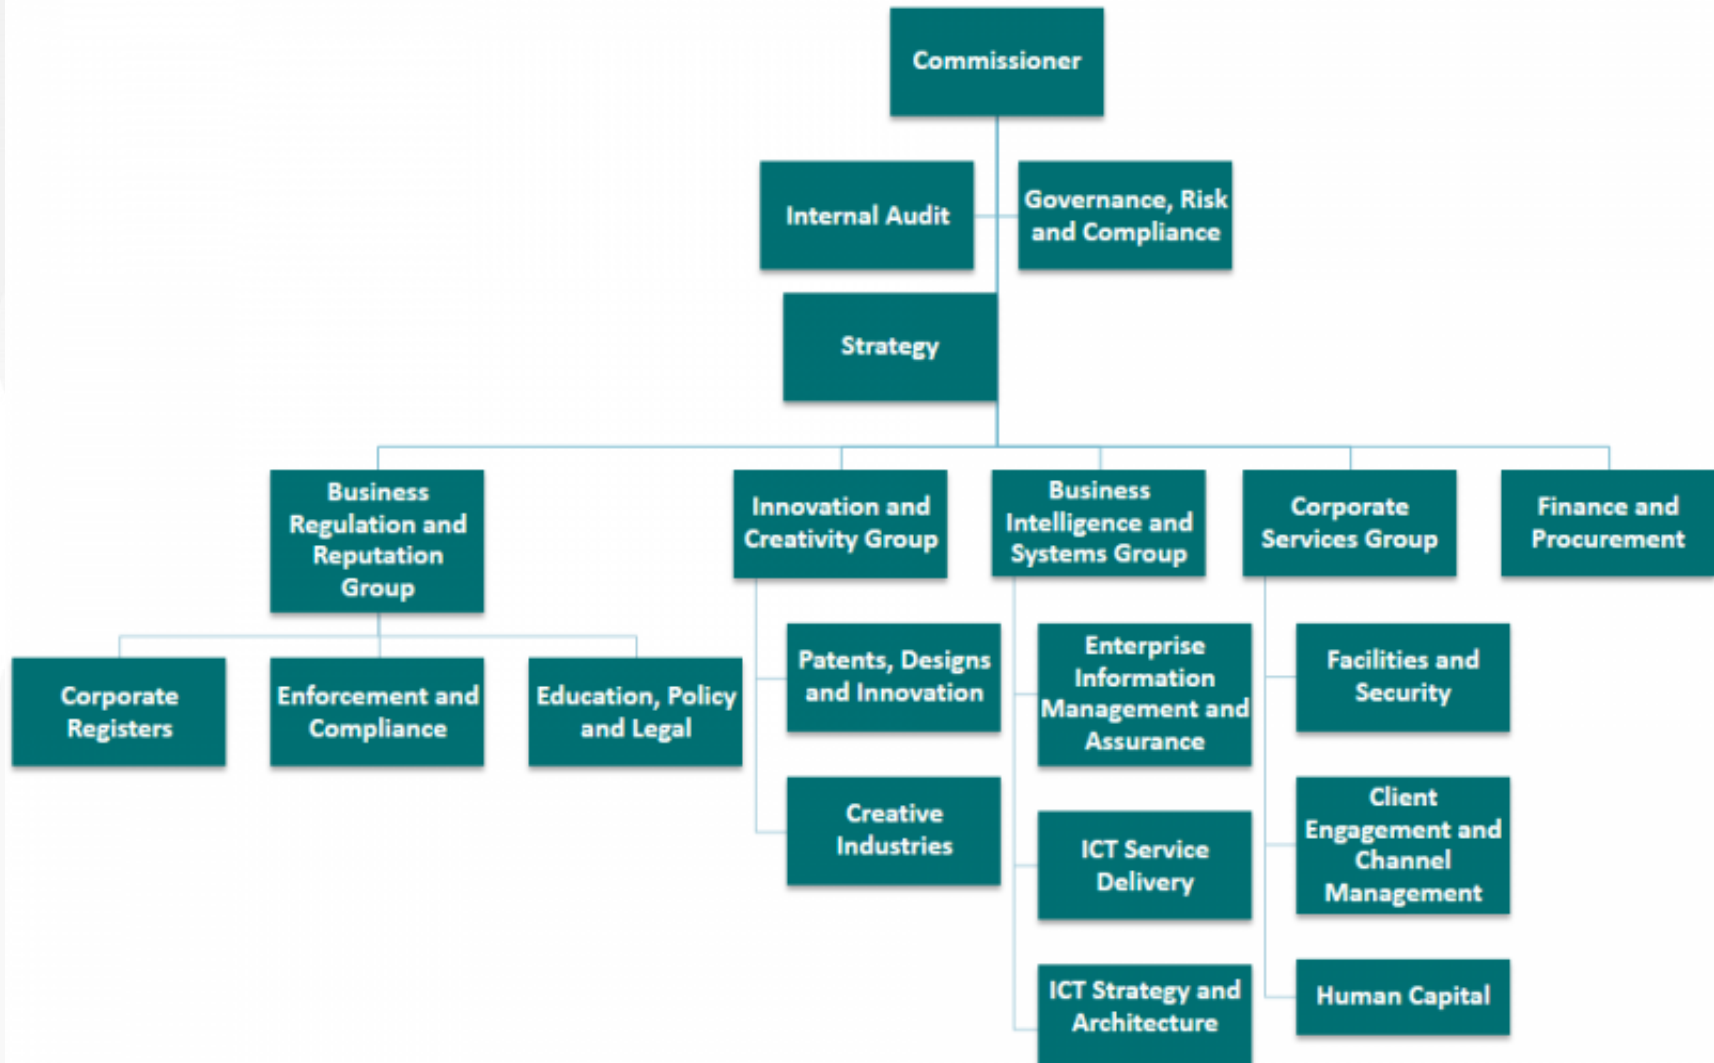 Commissioner
Internal Audit
Governance, Risk
and Compliance
Strategy
Business
Regulation and
Reputation
Group
Innovation and
Creativity Group
Business
Intelligence and
Systems Group
Corporate
Services Group
Finance and
Procurement
Corporate
Registers
Enforcement and
Compliance
Education, Policy
and Legal
Patents, Designs
and Innovation
Creative
Industries
Enterprise
Information
Management and
Assurance
ICT Service
Delivery
ICT Strategy and
Architecture
Facilities and
Security
Client
Engagement and
Channel
Management
Human Capital